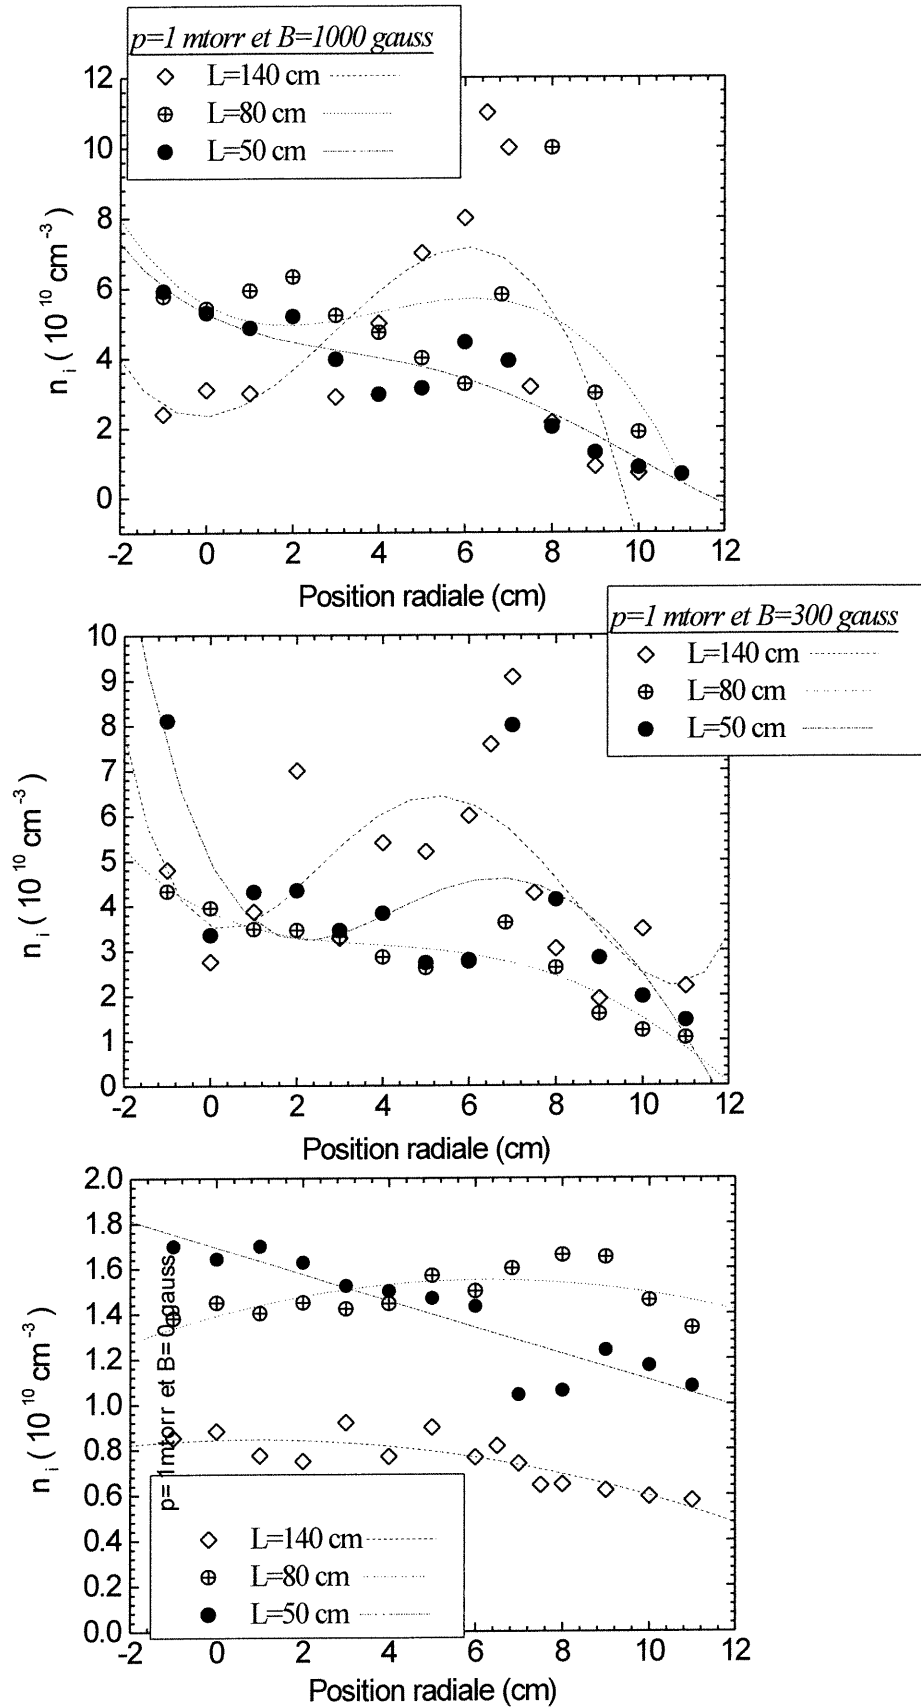 p=1 mtorr et B=1000 gauss
L=140 cm
L=80 cm
L=50 cm
12
10
8
6
4
2
0
n i ( 10 10 cm -3 )
-2 0 2 4 6 8 10 12
Position radiale (cm)
p=1 mtorr et B=300 gauss
L=140 cm
L=80 cm
L=50 cm
10
9
8
7
6
5
4
3
2
1
0
n i ( 10 10 cm -3 )
-2 0 2 4 6 8 10 12
Position radiale (cm)
2.0
1.8
1.6
1.4
1.2
1.0
0.8
0.6
0.4
0.2
0.0
n i ( 10 10 cm -3 )
p=1mtorr et B=0 gauss
L=140 cm
L=80 cm
L=50 cm
-2 0 2 4 6 8 10 12
Position radiale (cm)